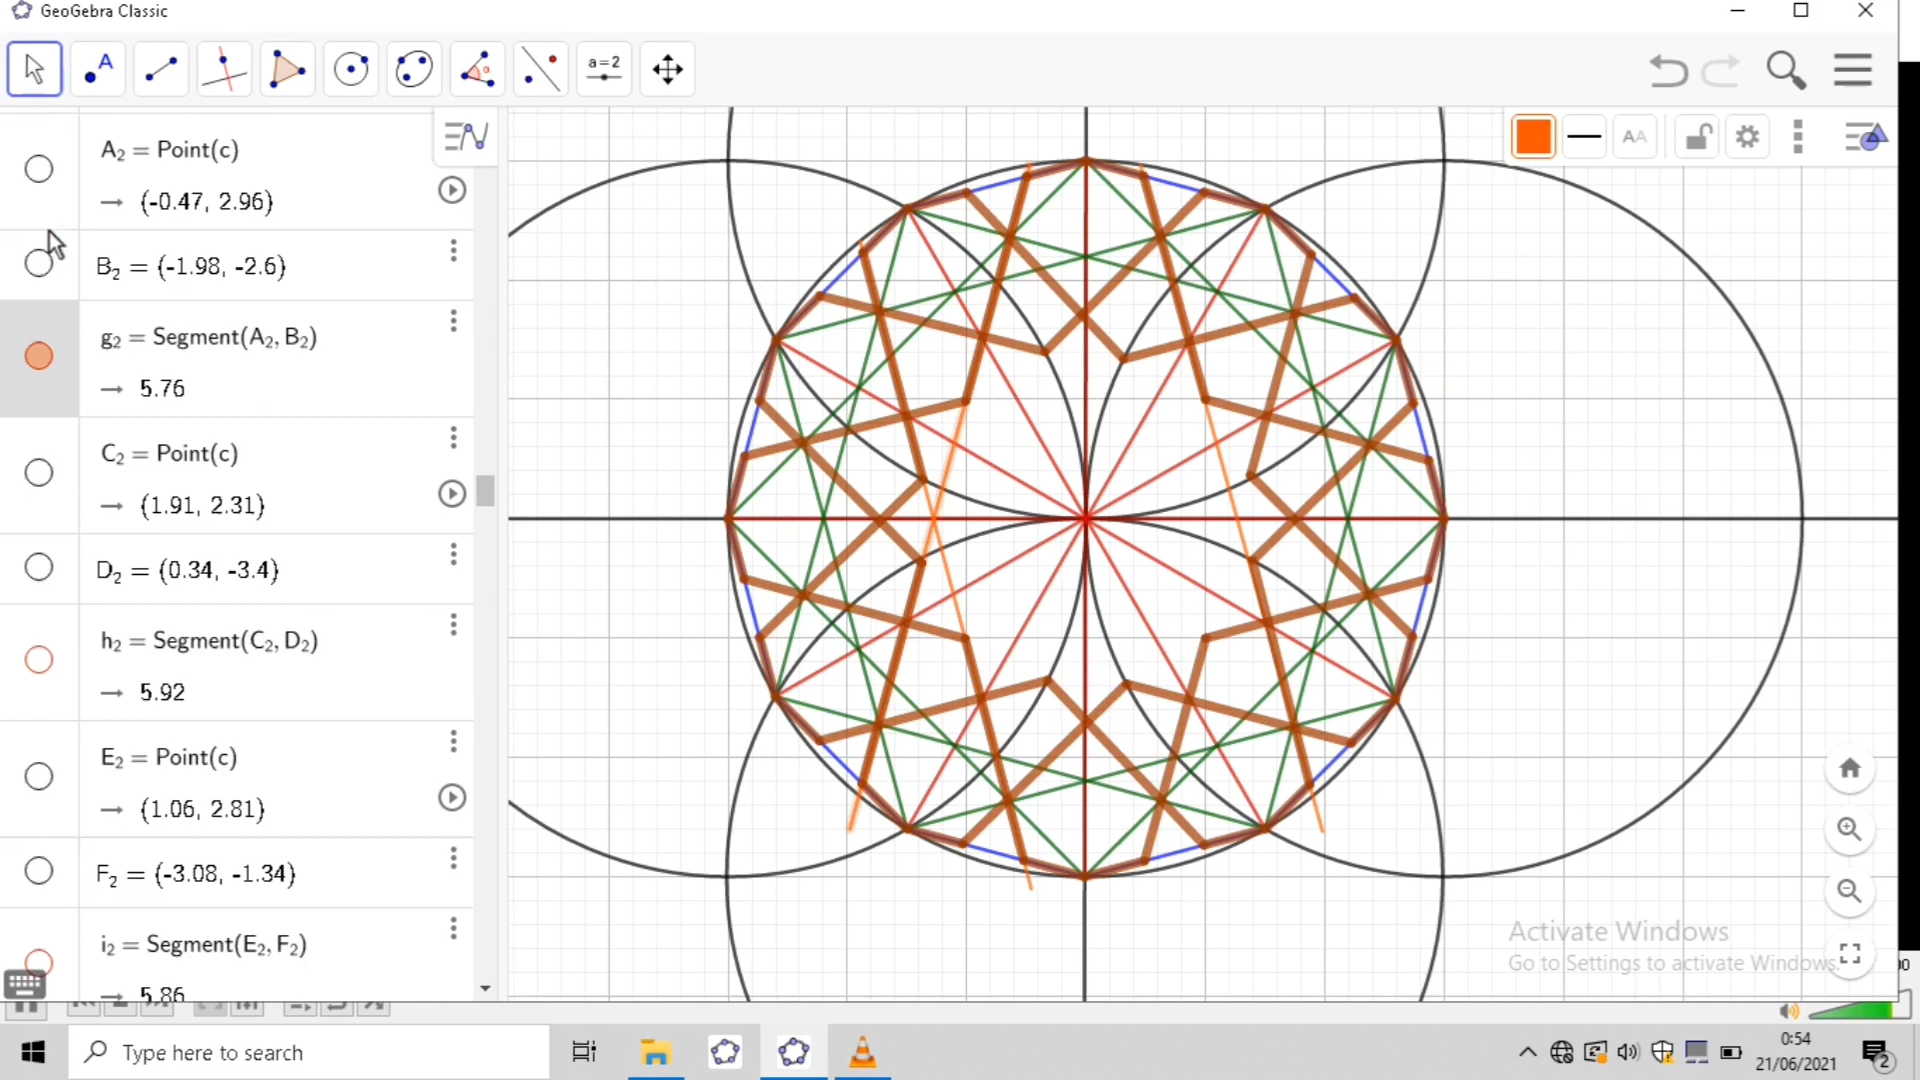 GeoGebra Classic
A
a=2
A₂ = Point(c)
→ (-0.47, 2.96)
B₂ = (-1.98, -2.6)
g₂ = Segment(A₂, B₂)
→ 5.76
C₂ = Point(c)
→ (1.91, 2.31)
D₂ = (0.34, -3.4)
h₂ = Segment(C₂, D₂)
→ 5.92
E₂ = Point(c)
→ (1.06, 2.81)
F₂ = (-3.08, -1.34)
i₂ = Segment(E₂, F₂)
→ 5.86
AA
Activate Windows
Go to Settings to activate Windows.
Type here to search
0:54
21/06/2021
2